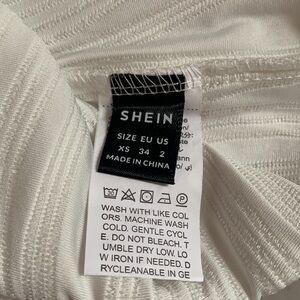 SHEIN
SIZE EU US
XS 34 2
MADE IN CHINA
ann
WASH WITH LIKE COL
ORS. MACHINE WASH
COLD. GENTLE CYCL
E. DO NOT BLEACH. T
UMBLE DRY LOW. LO
W IRON IF NEEDED. D
RYCLEANABLE IN GE